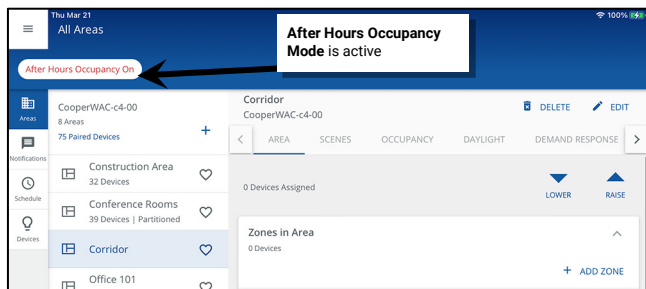 Thu Mar 21
100%
All Areas
After Hours Occupancy
Mode is active
After Hours Occupancy On
Areas
Notifications
Schedule
Devices
CooperWAC-c4-00
8 Areas
75 Paired Devices
+
Construction Area
32 Devices
Conference Rooms
39 Devices | Partitioned
Corridor
Office 101
Corridor
CooperWAC-c4-00
DELETE
EDIT
< AREA SCENES OCCUPANCY DAYLIGHT DEMAND RESPONSE >
0 Devices Assigned
LOWER
RAISE
Zones in Area
0 Devices
+ ADD ZONE